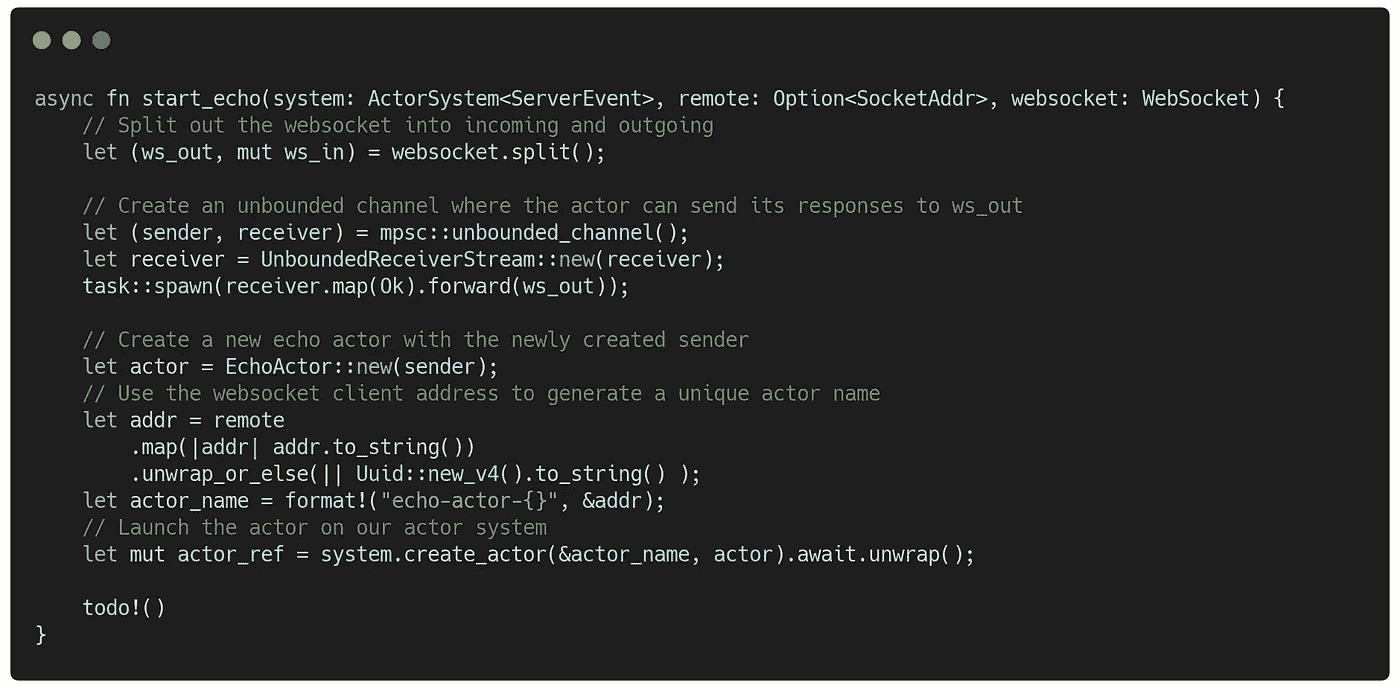 async fn start_echo(system: ActorSystem<ServerEvent>, remote: Option<SocketAddr>, websocket: WebSocket) {
    // Split out the websocket into incoming and outgoing
    let (ws_out, mut ws_in) = websocket.split();

    // Create an unbounded channel where the actor can send its responses to ws_out
    let (sender, receiver) = mpsc::unbounded_channel();
    let receiver = UnboundedReceiverStream::new(receiver);
    task::spawn(receiver.map(Ok).forward(ws_out));

    // Create a new echo actor with the newly created sender
    let actor = EchoActor::new(sender);
    // Use the websocket client address to generate a unique actor name
    let addr = remote
        .map(|addr| addr.to_string())
        .unwrap_or_else(|| Uuid::new_v4().to_string() );
    let actor_name = format!("echo-actor-{}", &addr);
    // Launch the actor on our actor system
    let mut actor_ref = system.create_actor(&actor_name, actor).await.unwrap();

    todo!()
}